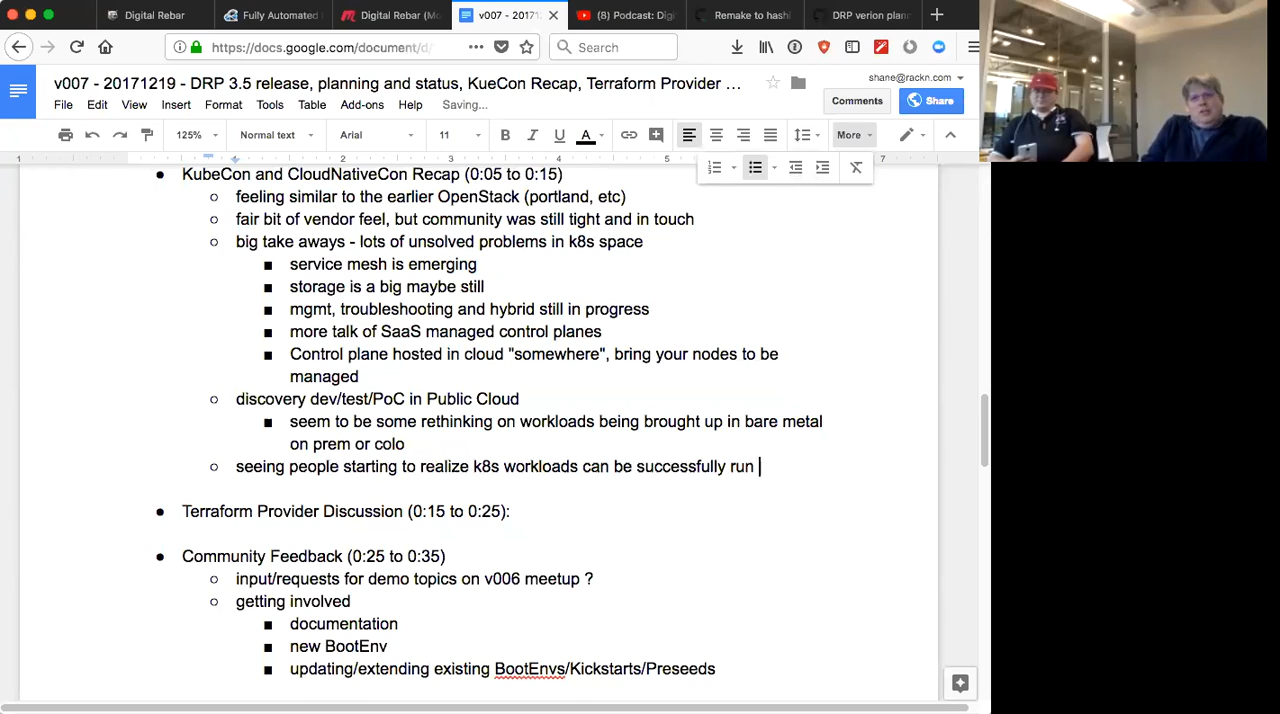 Digital Rebar
Fully Automated
Digital Rebar (Mo
v007 - 20171
(8) Podcast: Digi
Remake to hashi
DRP verion plan
https://docs.google.com/document/d/
Search
v007 - 20171219 - DRP 3.5 release, planning and status, KueCon Recap, Terraform Provider ...
shane@rackn.com
File Edit View Insert Format Tools Table Add-ons Help Saving...
Comments
Share
125% Normal text Arial 11 B I U A More
1 1 2 3 4 5 7
KubeCon and CloudNativeCon Recap (0:05 to 0:15)
feeling similar to the earlier OpenStack (portland, etc)
fair bit of vendor feel, but community was still tight and in touch
big take aways - lots of unsolved problems in k8s space
service mesh is emerging
storage is a big maybe still
mgmt, troubleshooting and hybrid still in progress
more talk of SaaS managed control planes
Control plane hosted in cloud "somewhere", bring your nodes to be
managed
discovery dev/test/PoC in Public Cloud
seem to be some rethinking on workloads being brought up in bare metal
on prem or colo
seeing people starting to realize k8s workloads can be successfully run
Terraform Provider Discussion (0:15 to 0:25):
Community Feedback (0:25 to 0:35)
input/requests for demo topics on v006 meetup ?
getting involved
documentation
new BootEnv
updating/extending existing BootEnvs/Kickstarts/Preseeds